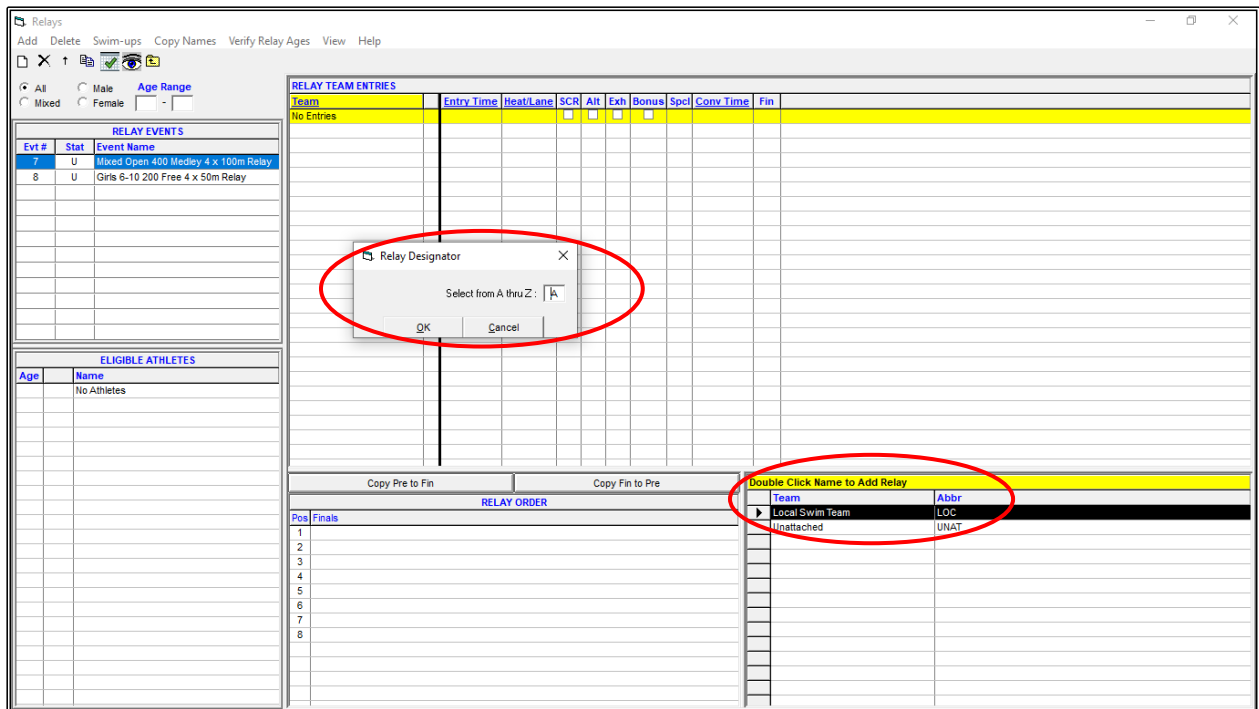 Relays
Add Delete Swim-ups Copy Names Verify Relay Ages View Help
All Male Age Range
Mixed Female -
RELAY EVENTS
Evt # Stat Event Name
7 U Mixed Open 400 Medley 4 x 100m Relay
8 U Girls 6-10 200 Free 4 x 50m Relay
ELIGIBLE ATHLETES
Age Name
No Athletes
RELAY TEAM ENTRIES
Team Entry Time Heat/Lane SCR Alt Exh Bonus Spcl Conv Time Fin
No Entries
Relay Designator
Select from A thru Z : A
OK Cancel
Copy Pre to Fin Copy Fin to Pre
RELAY ORDER
Pos Finals
1
2
3
4
5
6
7
8
Double Click Name to Add Relay
Team Abbr
Local Swim Team LOC
Unattached UNAT